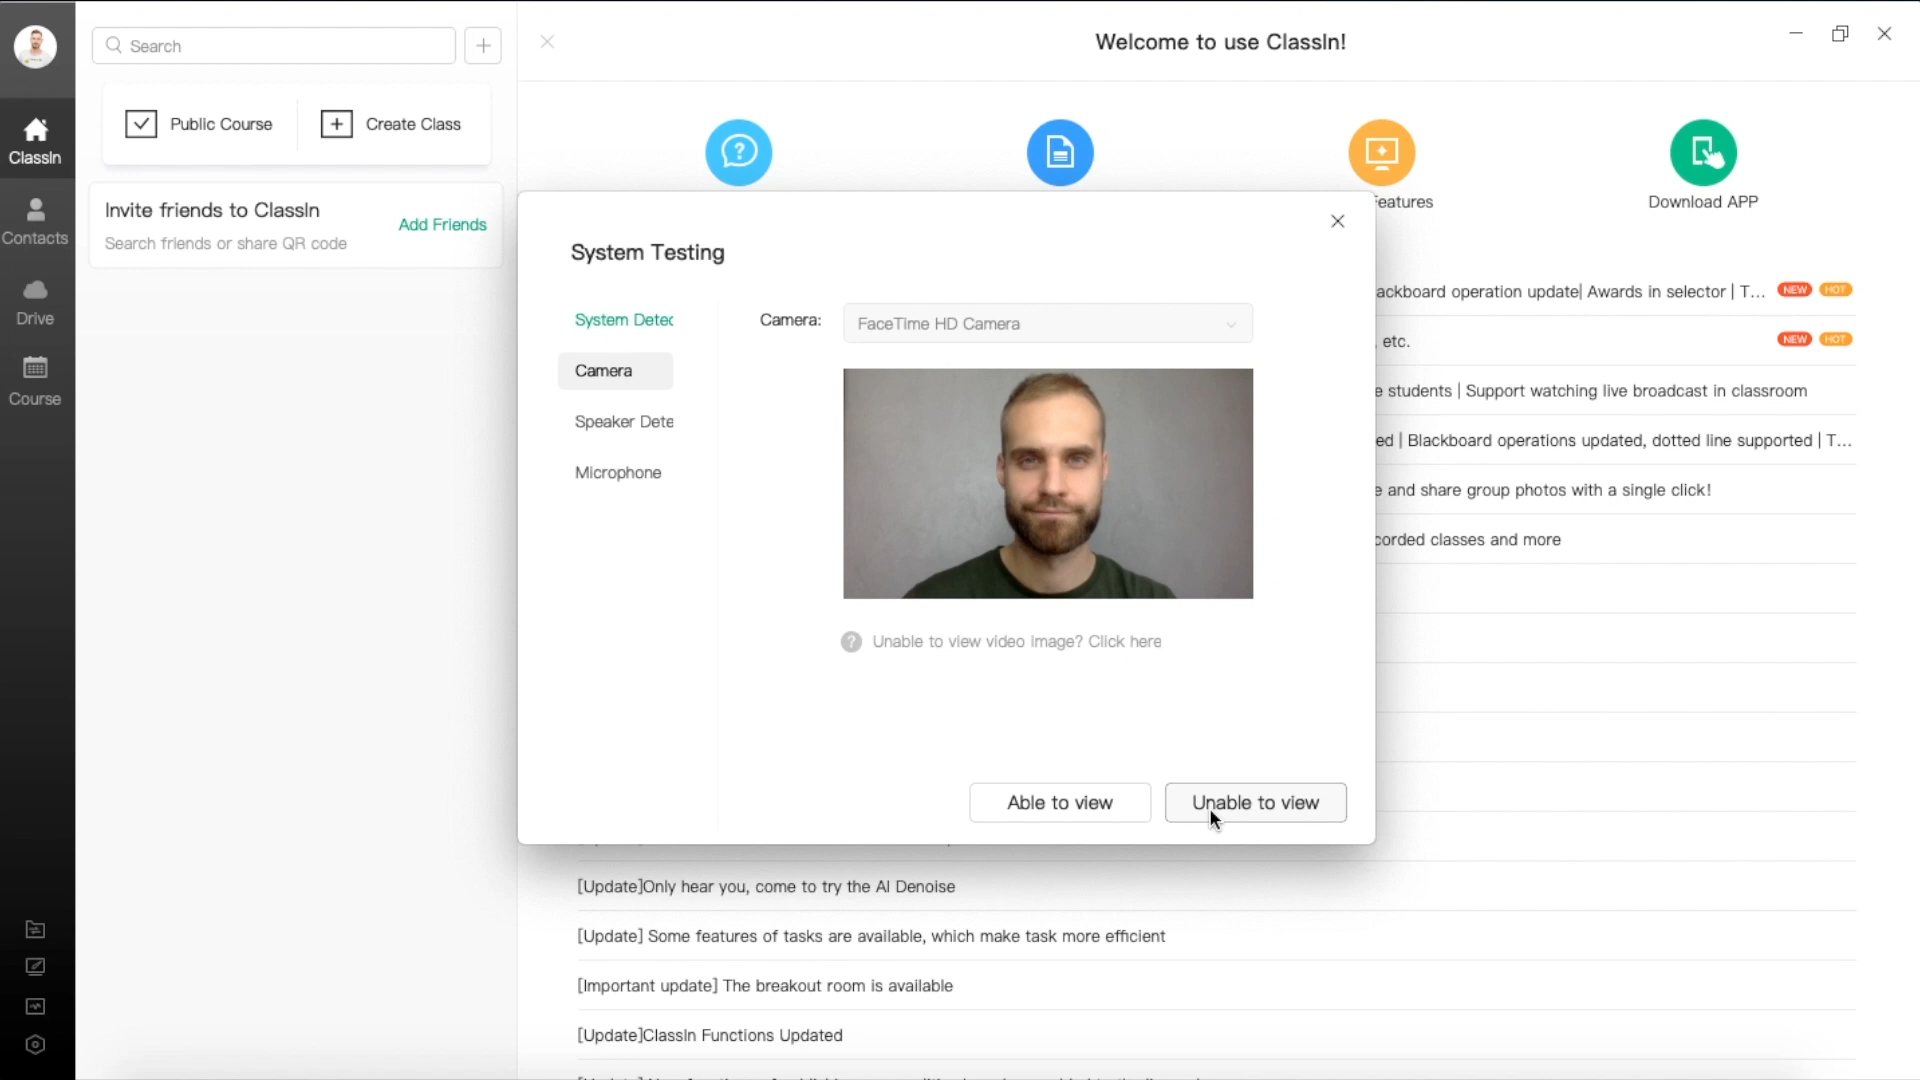 Search
Welcome to use ClassIn!
Public Course
Create Class
ClassIn
Invite friends to ClassIn
Add Friends
Search friends or share QR code
Contacts
Drive
Course
eatures
Download APP
System Testing
ackboard operation update| Awards in selector | T... NEW HOT
System Detec
Camera:
FaceTime HD Camera
, etc. NEW HOT
Camera
e students | Support watching live broadcast in classroom
Speaker Dete
ed | Blackboard operations updated, dotted line supported | T...
Microphone
e and share group photos with a single click!
corded classes and more
? Unable to view video image? Click here
Able to view
Unable to view
[Update]Only hear you, come to try the AI Denoise
[Update] Some features of tasks are available, which make task more efficient
[Important update] The breakout room is available
[Update]ClassIn Functions Updated